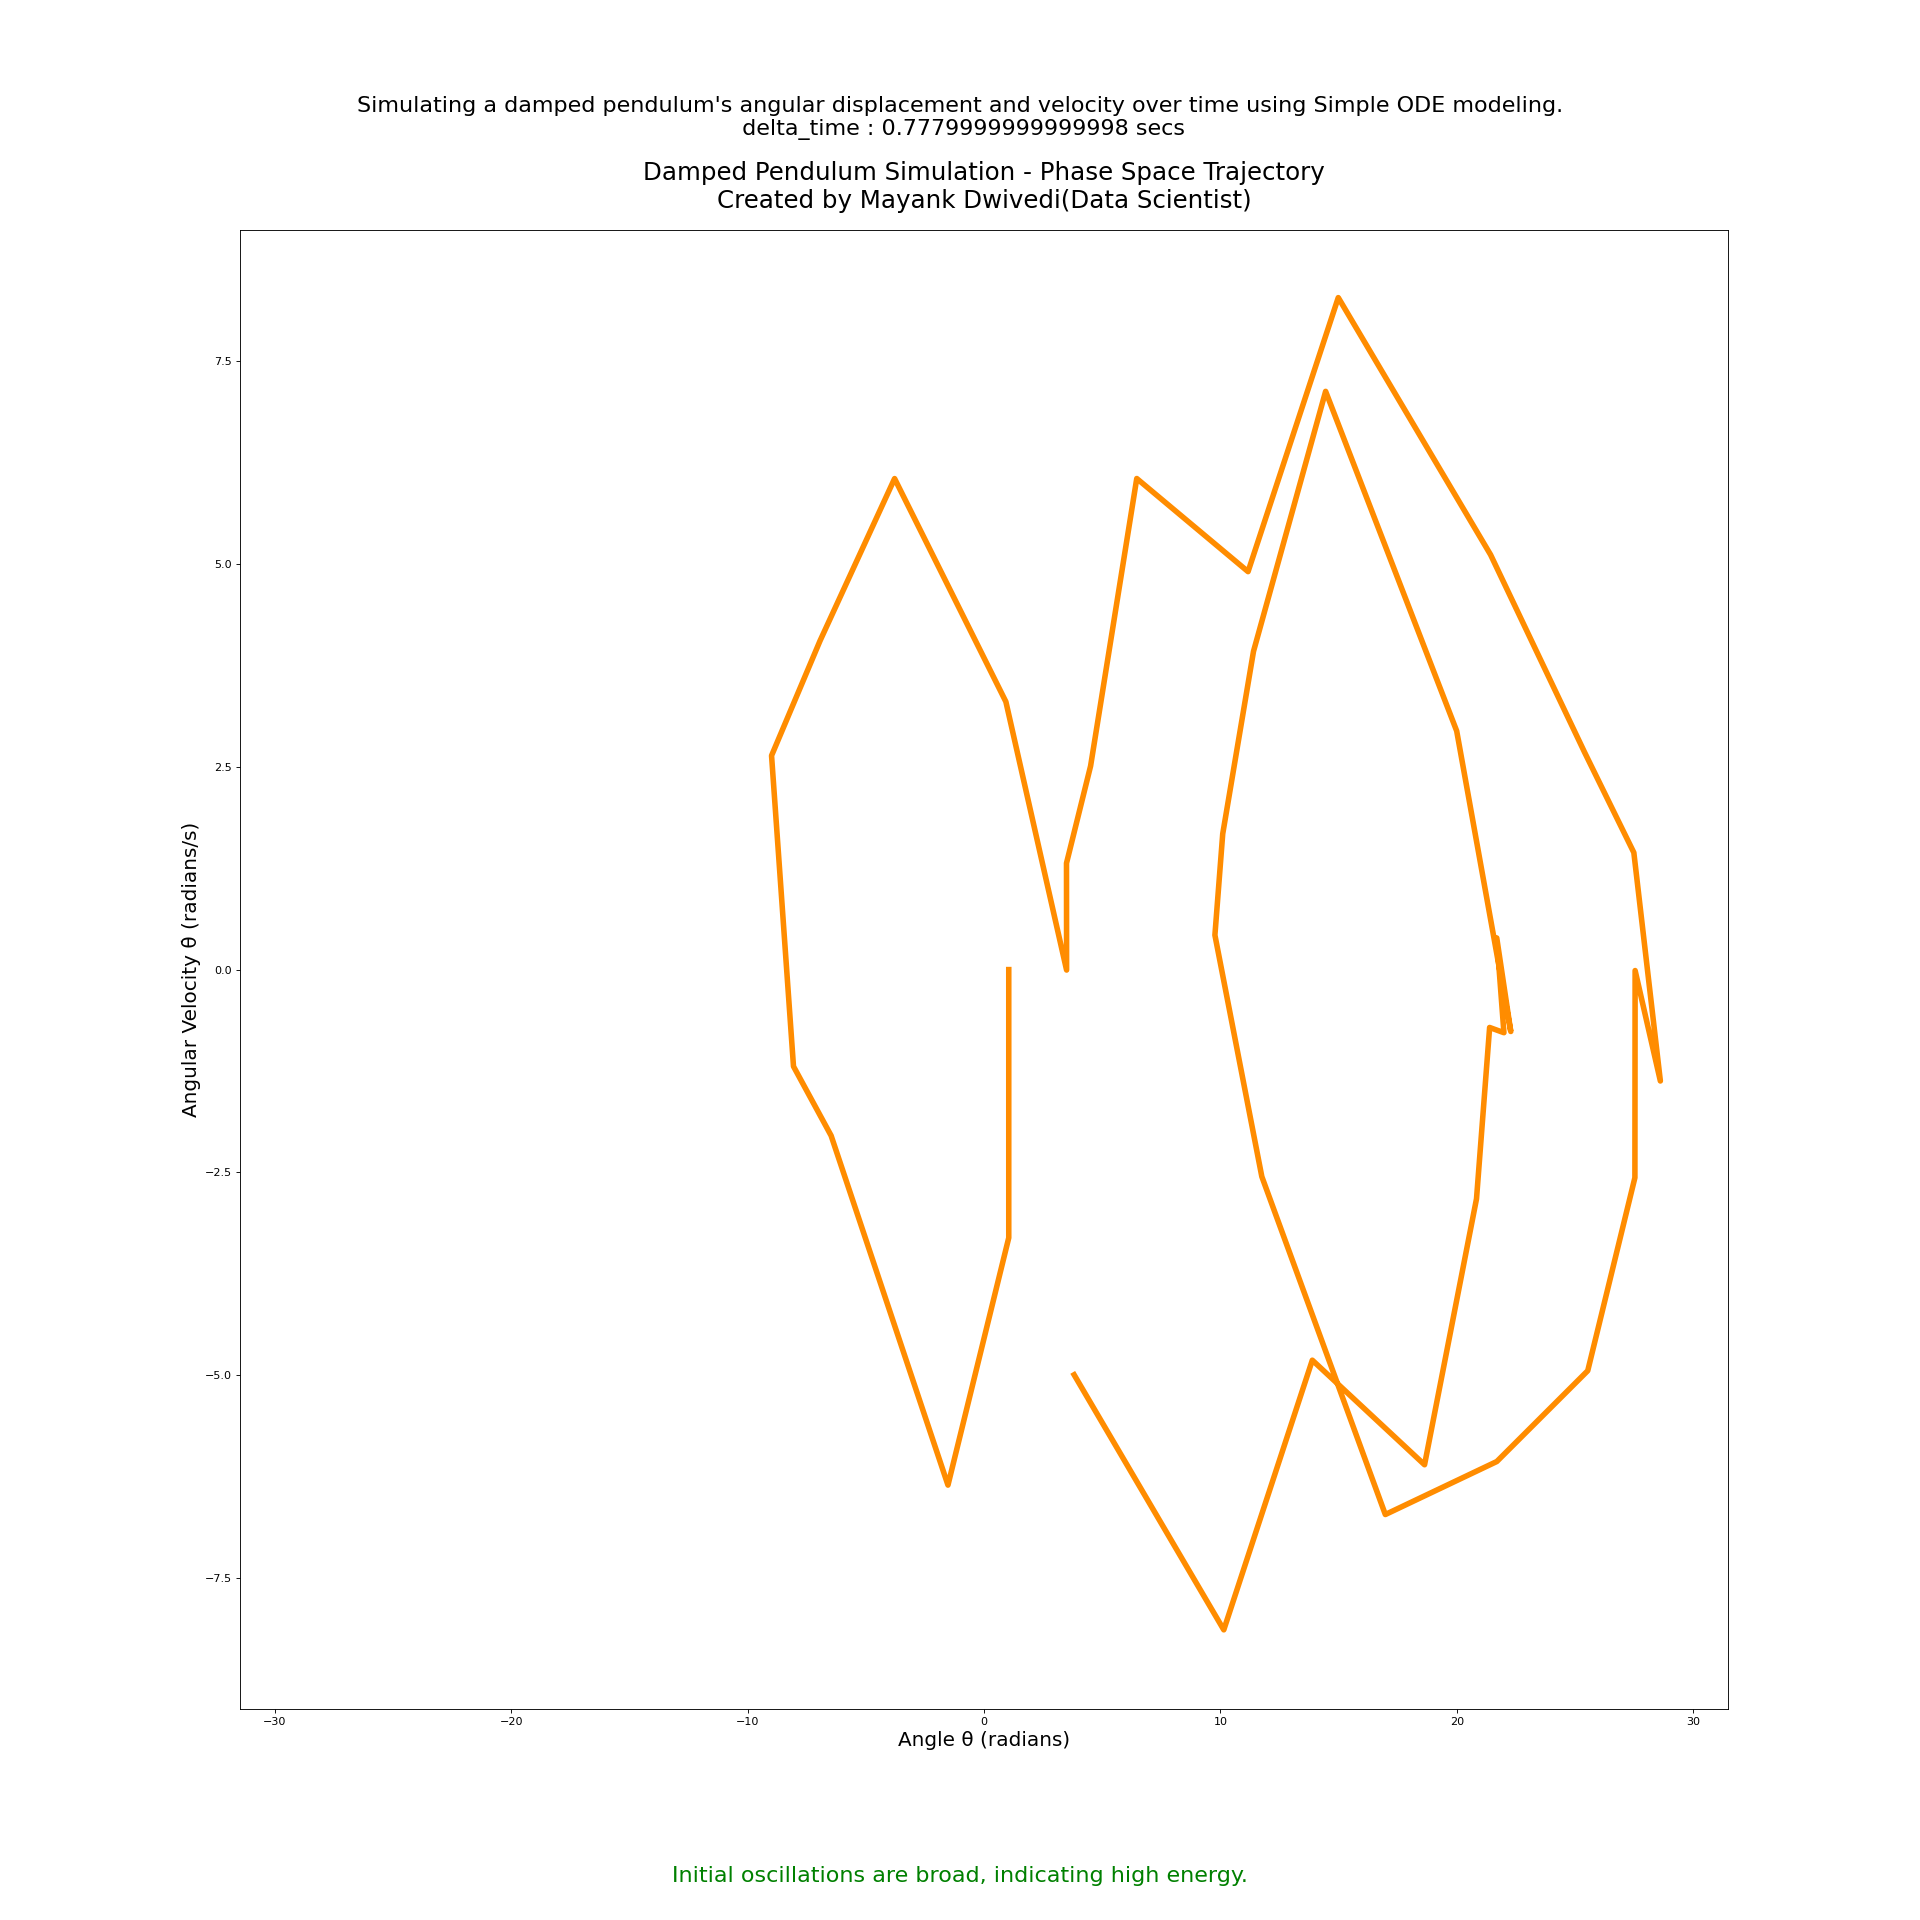 Simulating a damped pendulum's angular displacement and velocity over time using Simple ODE modeling.
delta_time : 0.7779999999999998 secs
Damped Pendulum Simulation - Phase Space Trajectory
Created by Mayank Dwivedi(Data Scientist)
7.5
5.0
2.5
0.0
−2.5
−5.0
−7.5
Angular Velocity θ (radians/s)
−30
−20
−10
0
10
20
30
Angle θ (radians)
Initial oscillations are broad, indicating high energy.